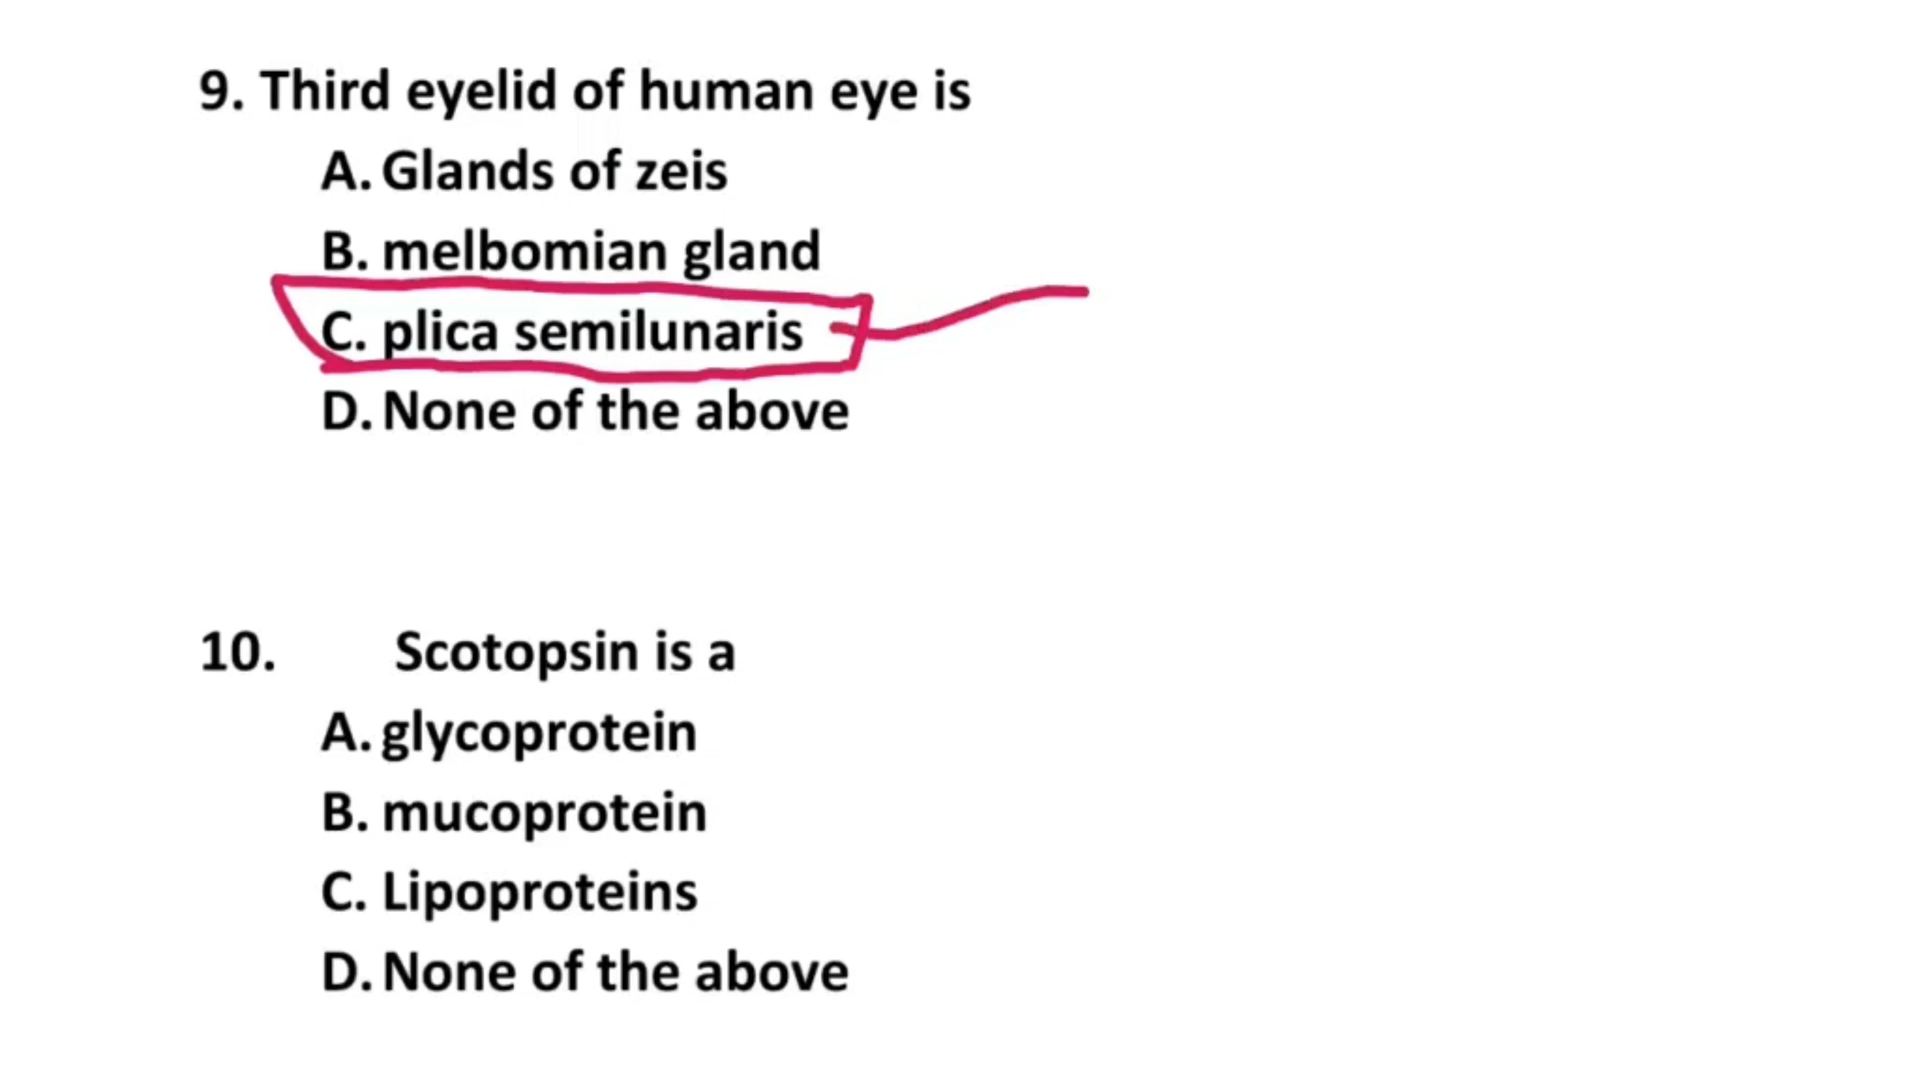 9. Third eyelid of human eye is
A. Glands of zeis
B. melbomian gland
C. plica semilunaris
D. None of the above
10. Scotopsin is a
A. glycoprotein
B. mucoprotein
C. Lipoproteins
D. None of the above